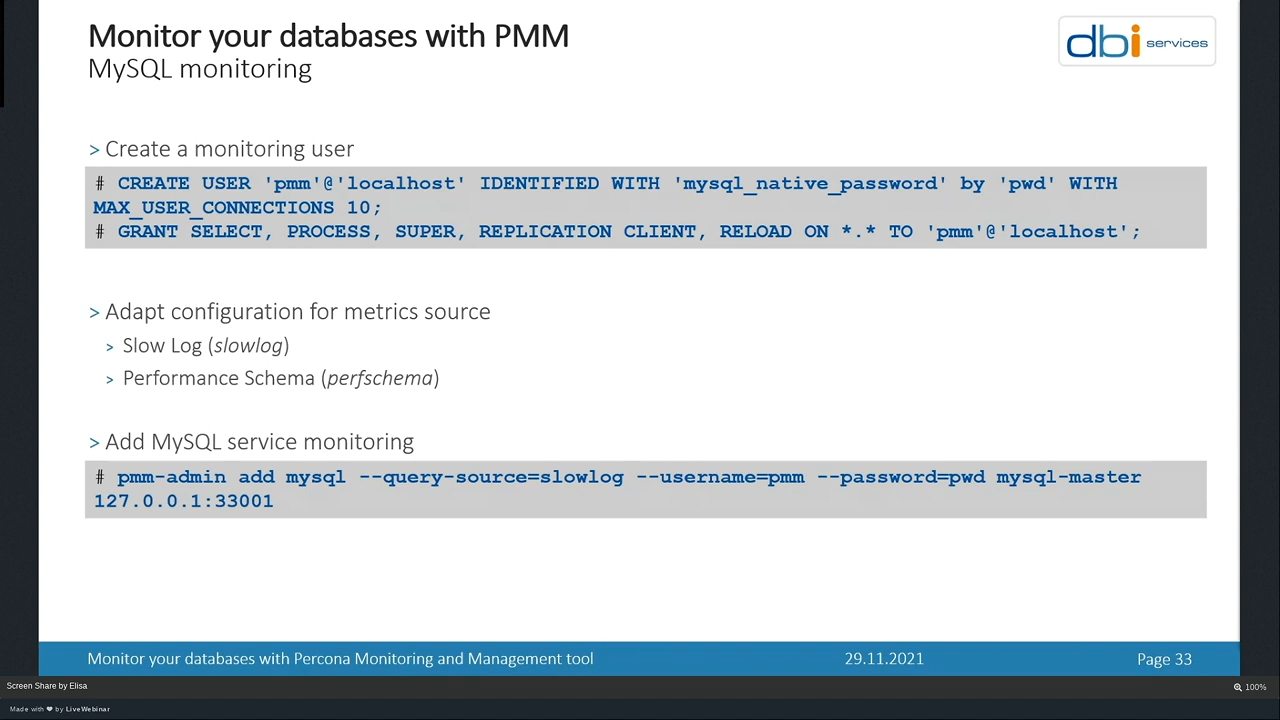 Monitor your databases with PMM
MySQL monitoring
dbi services
> Create a monitoring user
# CREATE USER 'pmm'@'localhost' IDENTIFIED WITH 'mysql_native_password' by 'pwd' WITH
MAX_USER_CONNECTIONS 10;
# GRANT SELECT, PROCESS, SUPER, REPLICATION CLIENT, RELOAD ON *.* TO 'pmm'@'localhost';
> Adapt configuration for metrics source
> Slow Log (slowlog)
> Performance Schema (perfschema)
> Add MySQL service monitoring
# pmm-admin add mysql --query-source=slowlog --username=pmm --password=pwd mysql-master
127.0.0.1:33001
Monitor your databases with Percona Monitoring and Management tool 29.11.2021 Page 33
Screen Share by Elisa 100%
Made with ❤ by LiveWebinar